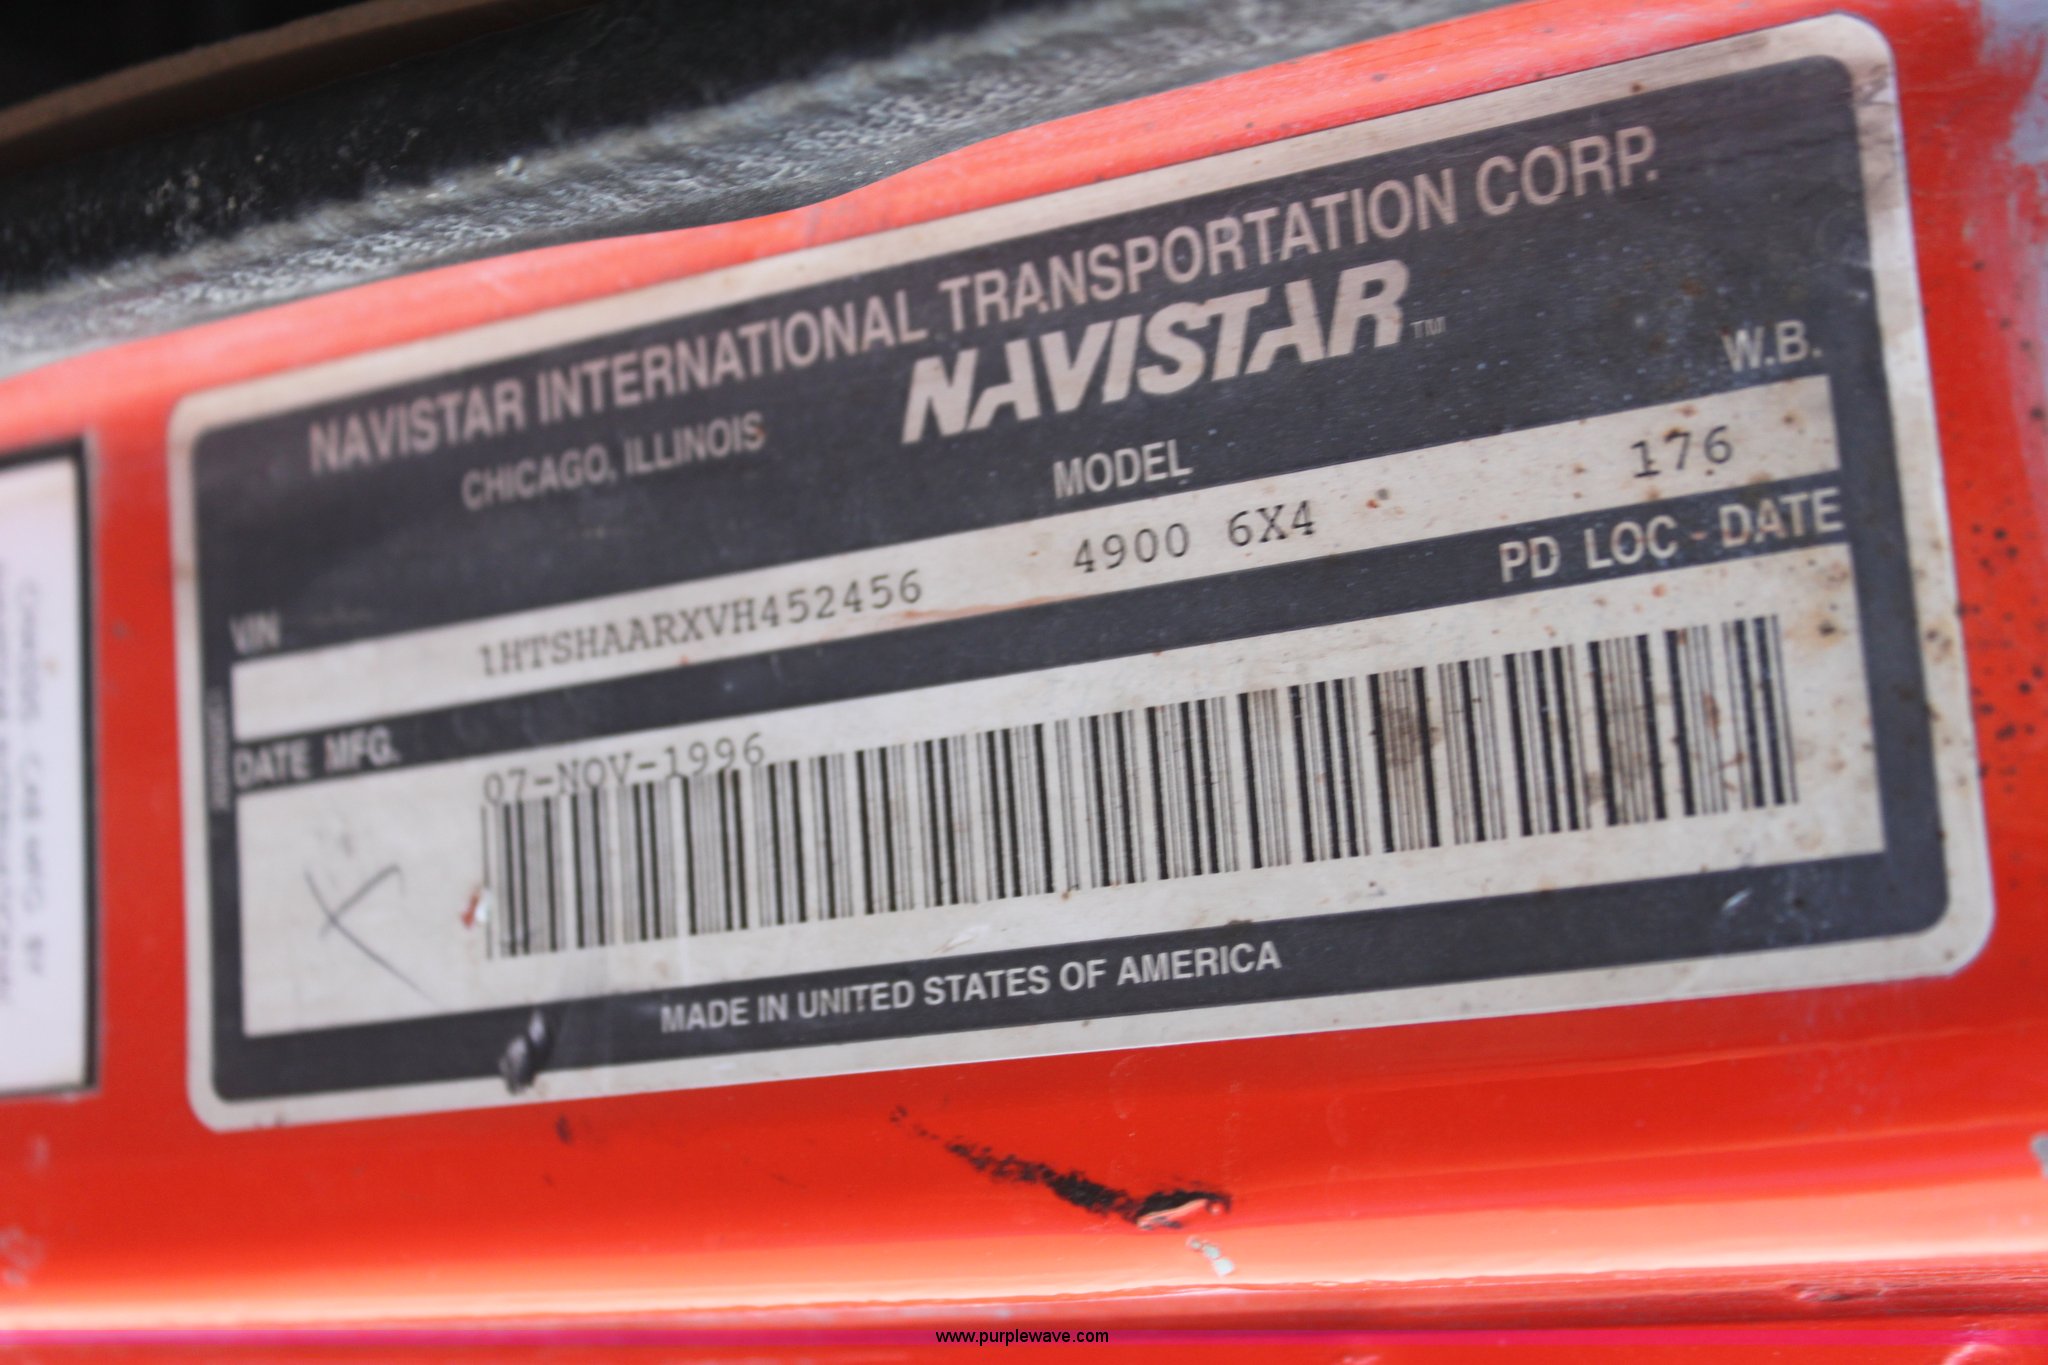 NAVISTAR INTERNATIONAL TRANSPORTATION CORP.
CHICAGO, ILLINOIS
NAVISTAR™
VIN MODEL W.B.
1HTSHAARXVH452456 4900 6X4 176
DATE MFG. PD LOC - DATE
07-NOV-1996
MADE IN UNITED STATES OF AMERICA
www.purplewave.com